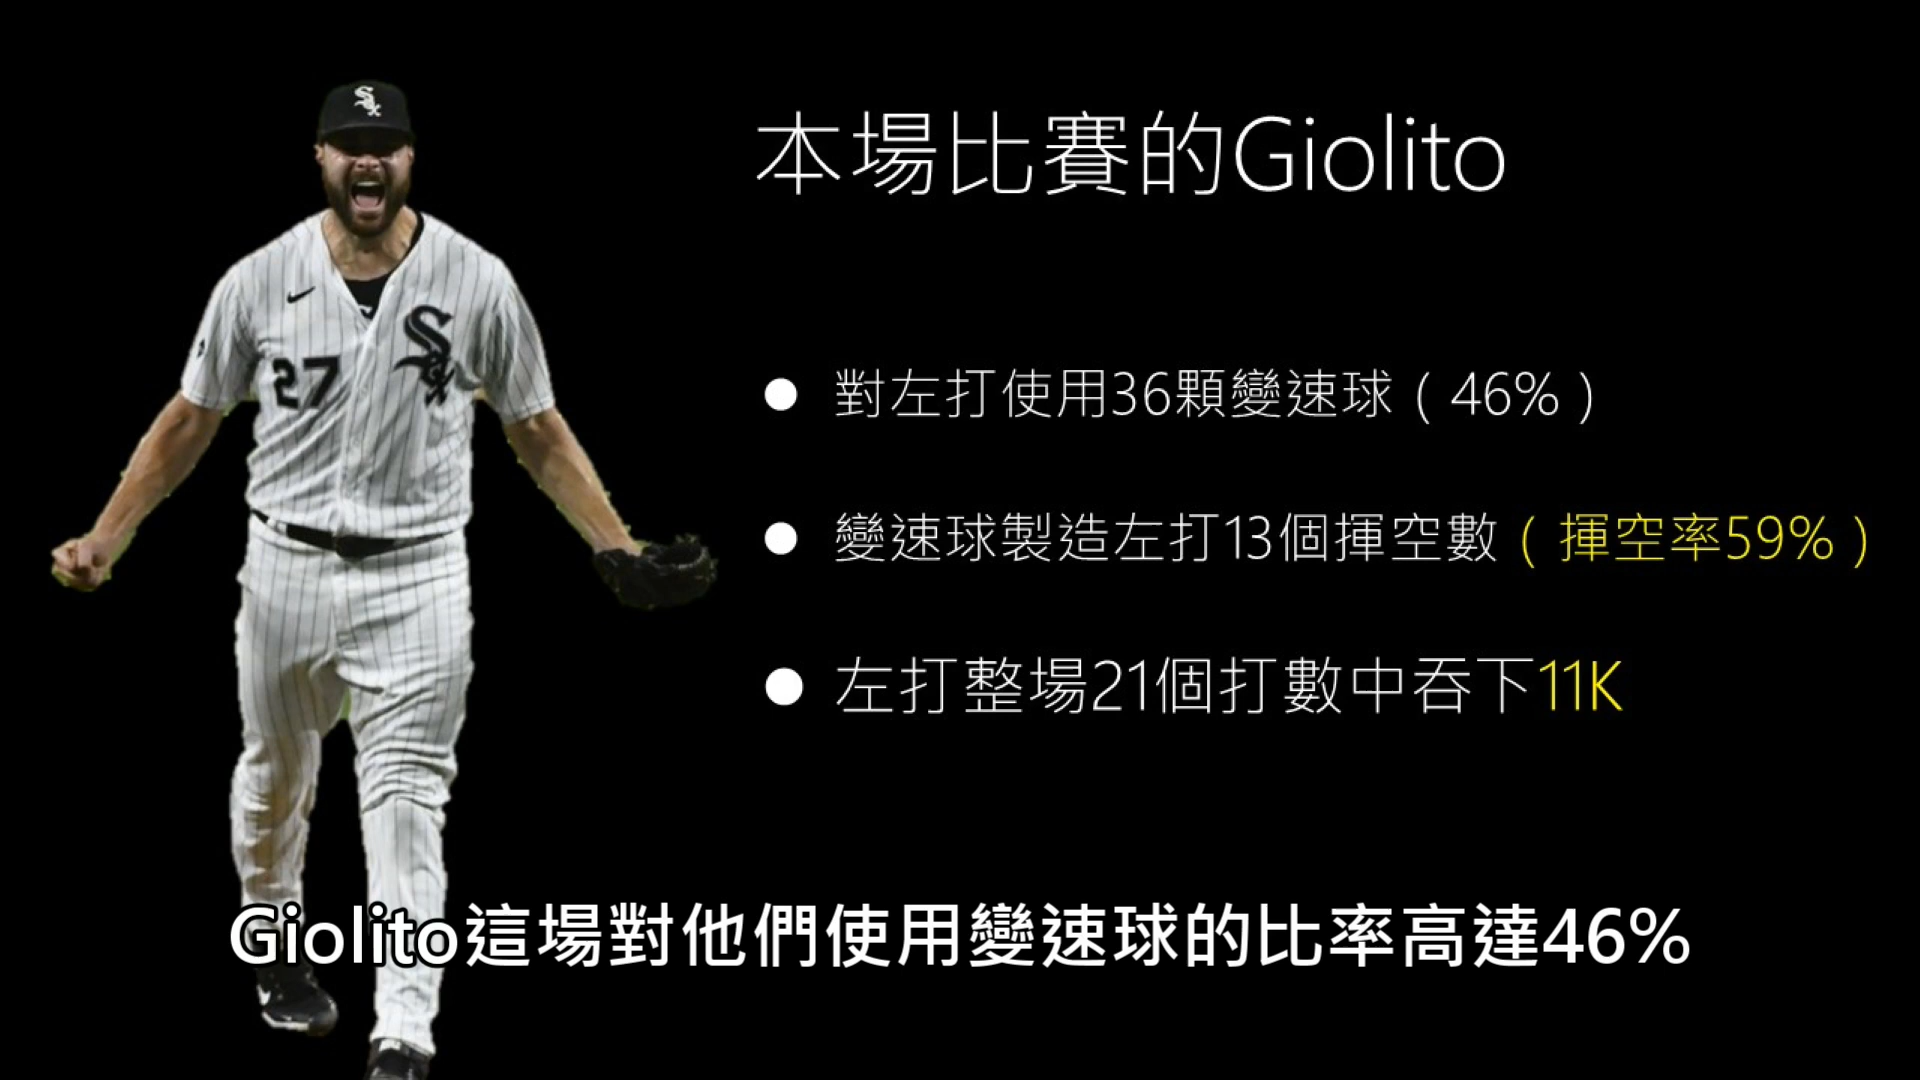 Sox
本場比賽的Giolito
27
Sox
對左打使用36顆變速球（46%）
變速球製造左打13個揮空數（揮空率59%）
左打整場21個打數中吞下11K
Giolito這場對他們使用變速球的比率高達46%